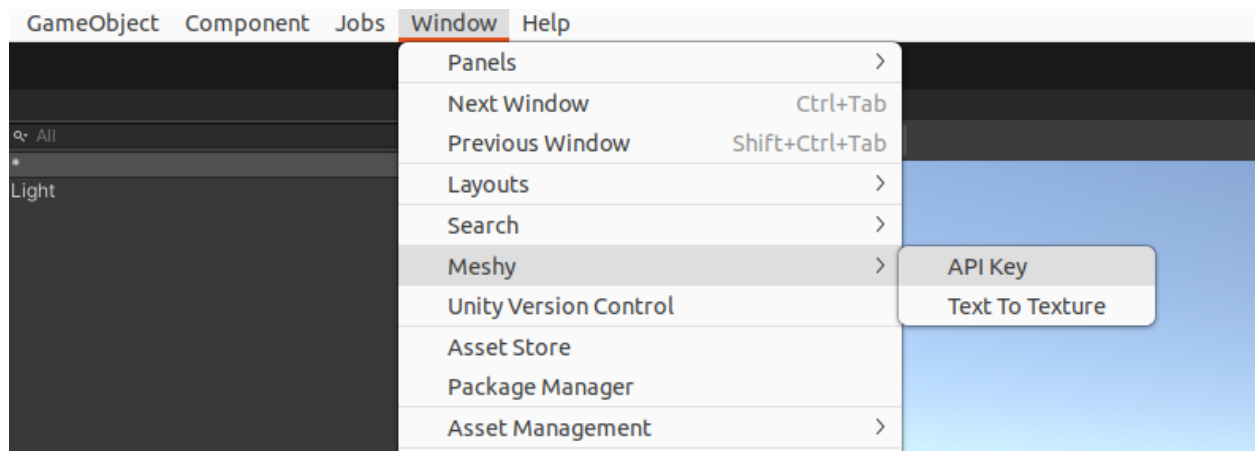 GameObject Component Jobs Window Help
Panels
Next Window Ctrl+Tab
All
Previous Window Shift+Ctrl+Tab
*
Light
Layouts
Search
Meshy
API Key
Unity Version Control
Text To Texture
Asset Store
Package Manager
Asset Management